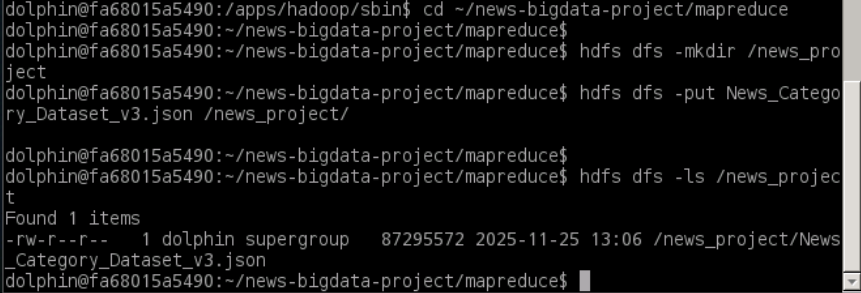 dolphin@fa68015a5490:/apps/hadoop/sbin$ cd ~/news-bigdata-project/mapreduce
dolphin@fa68015a5490:~/news-bigdata-project/mapreduce$
dolphin@fa68015a5490:~/news-bigdata-project/mapreduce$ hdfs dfs -mkdir /news_pro
ject
dolphin@fa68015a5490:~/news-bigdata-project/mapreduce$ hdfs dfs -put News_Catego
ry_Dataset_v3.json /news_project/
dolphin@fa68015a5490:~/news-bigdata-project/mapreduce$
dolphin@fa68015a5490:~/news-bigdata-project/mapreduce$ hdfs dfs -ls /news_projec
t
Found 1 items
-rw-r--r--   1 dolphin supergroup   87295572 2025-11-25 13:06 /news_project/News
_Category_Dataset_v3.json
dolphin@fa68015a5490:~/news-bigdata-project/mapreduce$